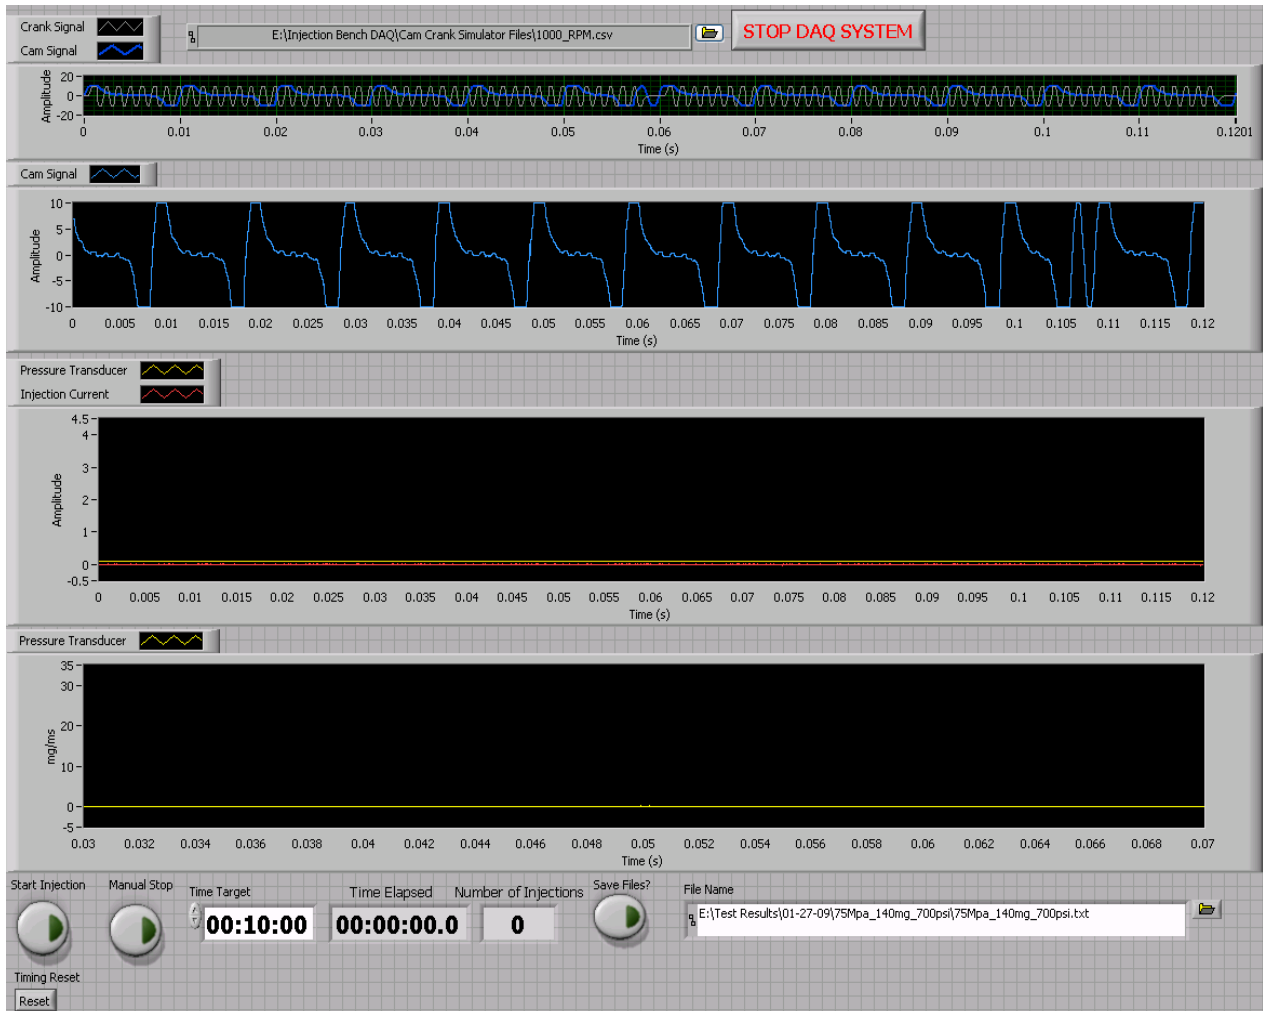 Crank Signal
Cam Signal
E:\Injection Bench DAQ\Cam Crank Simulator Files\1000_RPM.csv
STOP DAQ SYSTEM
Amplitude
20
0
-20
0 0.01 0.02 0.03 0.04 0.05 0.06 0.07 0.08 0.09 0.1 0.11 0.1201
Time (s)
Cam Signal
Amplitude
10
5
0
-5
-10
0 0.005 0.01 0.015 0.02 0.025 0.03 0.035 0.04 0.045 0.05 0.055 0.06 0.065 0.07 0.075 0.08 0.085 0.09 0.095 0.1 0.105 0.11 0.115 0.12
Time (s)
Pressure Transducer
Injection Current
Amplitude
4.5
4
3
2
1
0
-0.5
0 0.005 0.01 0.015 0.02 0.025 0.03 0.035 0.04 0.045 0.05 0.055 0.06 0.065 0.07 0.075 0.08 0.085 0.09 0.095 0.1 0.105 0.11 0.115 0.12
Time (s)
Pressure Transducer
mg/ms
35
30
20
10
0
-5
0.03 0.032 0.034 0.036 0.038 0.04 0.042 0.044 0.046 0.048 0.05 0.052 0.054 0.056 0.058 0.06 0.062 0.064 0.066 0.068 0.07
Time (s)
Start Injection
Manual Stop
Time Target
00:10:00
Time Elapsed
00:00:00.0
Number of Injections
0
Save Files?
File Name
E:\Test Results\01-27-09\75Mpa_140mg_700psi\75Mpa_140mg_700psi.txt
Timing Reset
Reset